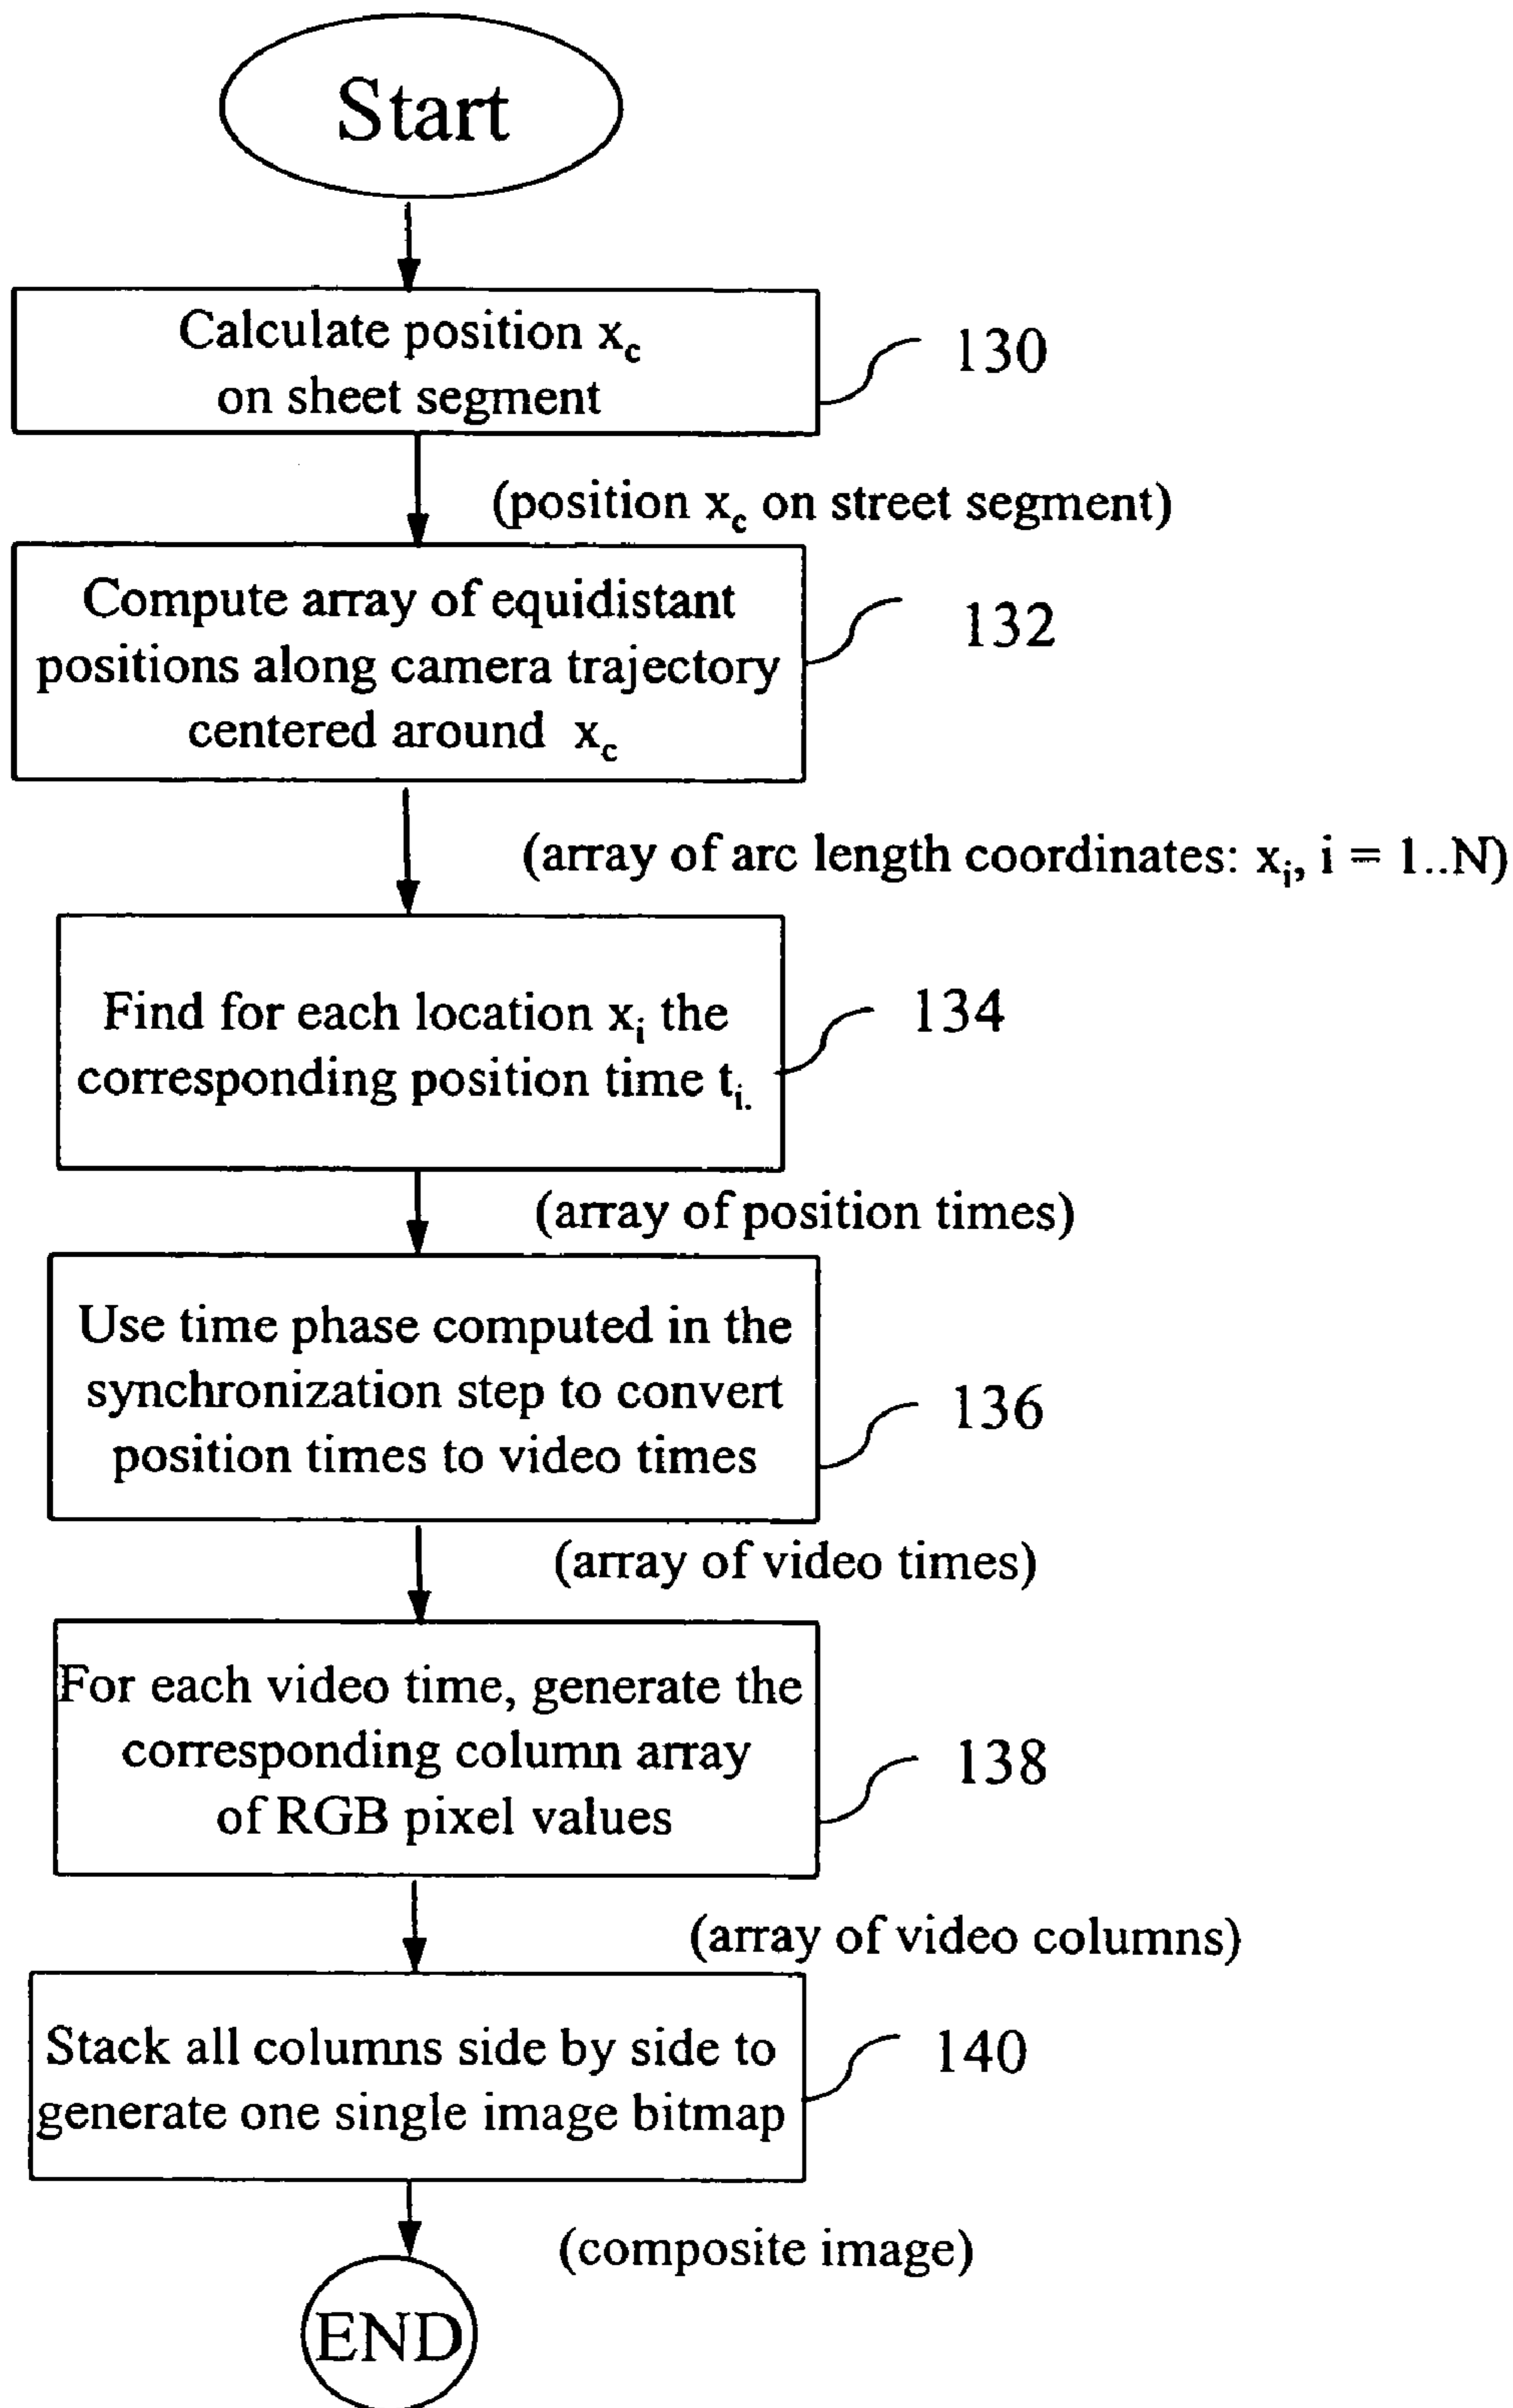 Start
Calculate position xc
on sheet segment
130
(position xc on street segment)
Compute array of equidistant
positions along camera trajectory
centered around xc
132
(array of arc length coordinates: xi, i = 1..N)
Find for each location xi the
corresponding position time ti.
134
(array of position times)
Use time phase computed in the
synchronization step to convert
position times to video times
136
(array of video times)
For each video time, generate the
corresponding column array
of RGB pixel values
138
(array of video columns)
Stack all columns side by side to
generate one single image bitmap
140
(composite image)
END